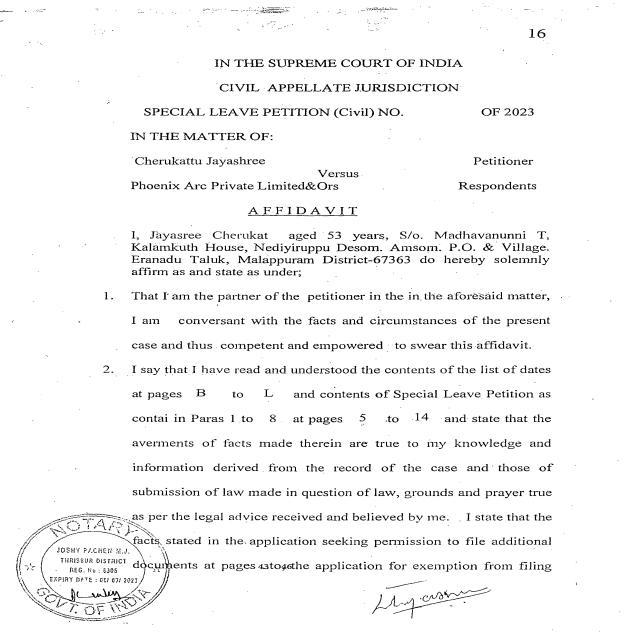 16
IN THE SUPREME COURT OF INDIA
CIVIL APPELLATE JURISDICTION
SPECIAL LEAVE PETITION (Civil) NO. OF 2023
IN THE MATTER OF:
Cherukattu Jayashree Petitioner
Versus
Phoenix Arc Private Limited&Ors Respondents
AFFIDAVIT
I, Jayasree Cherukat aged 53 years, S/o. Madhavanunni T,
Kalamkuth House, Nediyiruppu Desom. Amsom. P.O. & Village.
Eranadu Taluk, Malappuram District-67363 do hereby solemnly
affirm as and state as under;
1. That I am the partner of the petitioner in the in the aforesaid matter,
I am conversant with the facts and circumstances of the present
case and thus competent and empowered to swear this affidavit.
2. I say that I have read and understood the contents of the list of dates
at pages B to L and contents of Special Leave Petition as
contai in Paras 1 to 8 at pages 5 to 14 and state that the
averments of facts made therein are true to my knowledge and
information derived from the record of the case and those of
submission of law made in question of law, grounds and prayer true
as per the legal advice received and believed by me. I state that the
facts stated in the application seeking permission to file additional
documents at pages to the application for exemption from filing
NOTARY
JOSHY PACHEN M.J.
THRISSUR DISTRICT
REG. No : 6305
EXPIRY DATE : 2023
GOVT. OF INDIA